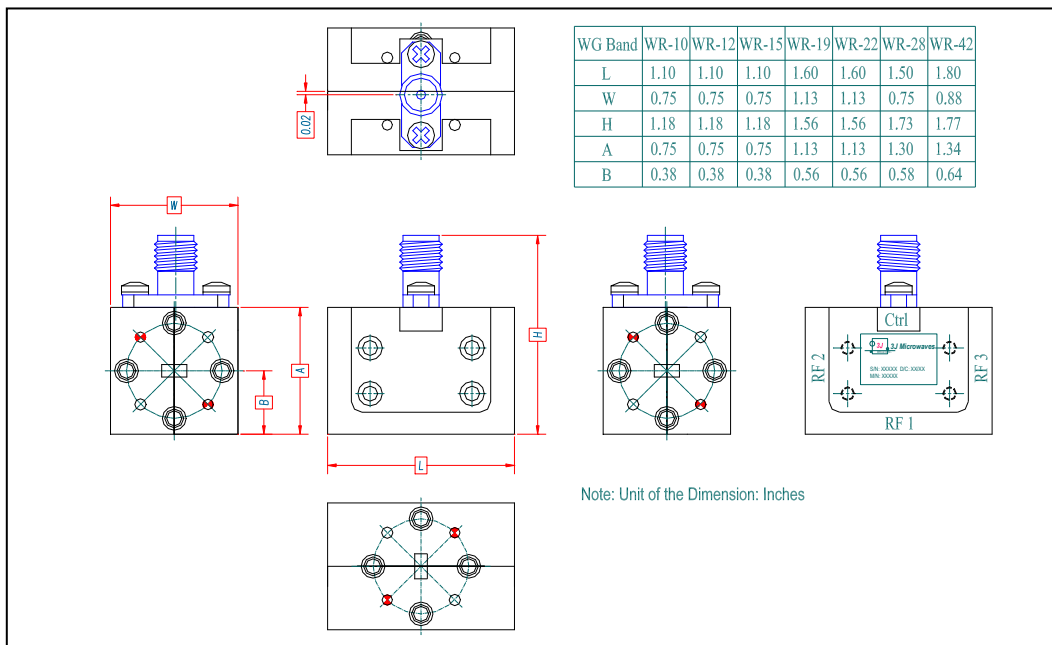 WG Band WR-10 WR-12 WR-15 WR-19 WR-22 WR-28 WR-42
L 1.10 1.10 1.10 1.60 1.60 1.50 1.80
W 0.75 0.75 0.75 1.13 1.13 0.75 0.88
H 1.18 1.18 1.18 1.56 1.56 1.73 1.77
A 0.75 0.75 0.75 1.13 1.13 1.30 1.34
B 0.38 0.38 0.38 0.56 0.56 0.58 0.64
0.02
W
A
B
H
L
Ctrl
3J 3J Microwaves
S/N: XXXXX D/C: XXXX
M/N: XXXXX
RF 2
RF 3
RF 1
Note: Unit of the Dimension: Inches